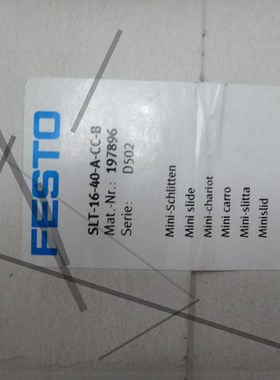 FESTO
SLT-16-40-A-CC-B
Mat.-Nr.: 197896
Serie: D502
Mini-Schlitten
Mini slide
Mini-chariot
Mini carro
Mini-slitta
Minislid